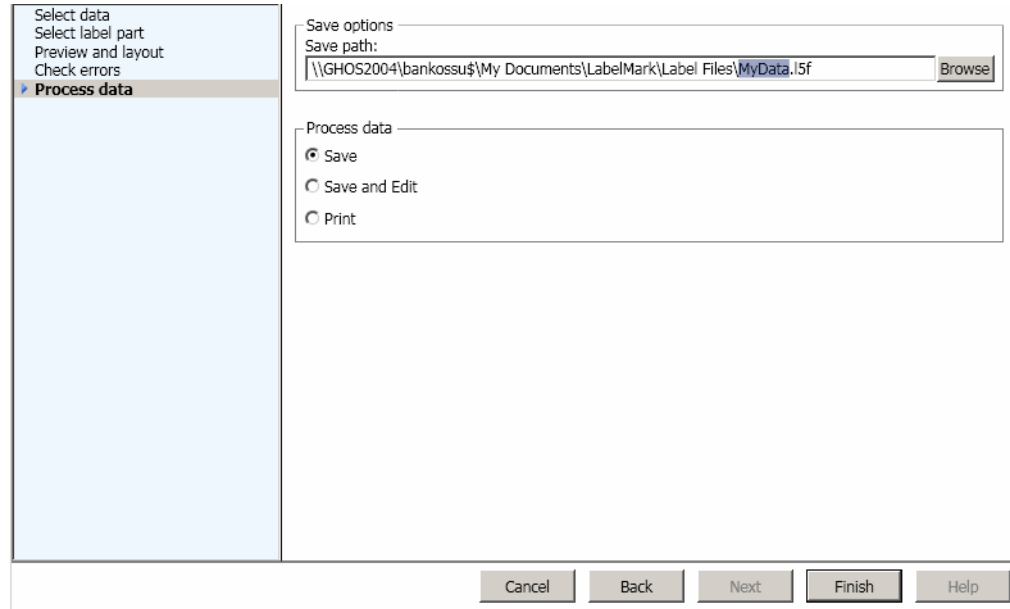 Select data
Select label part
Preview and layout
Check errors
Process data
Save options
Save path:
\\GHOS2004\bankossu$\My Documents\LabelMark\Label Files\MyData.l5f
Browse
Process data
Save
Save and Edit
Print
Cancel
Back
Next
Finish
Help